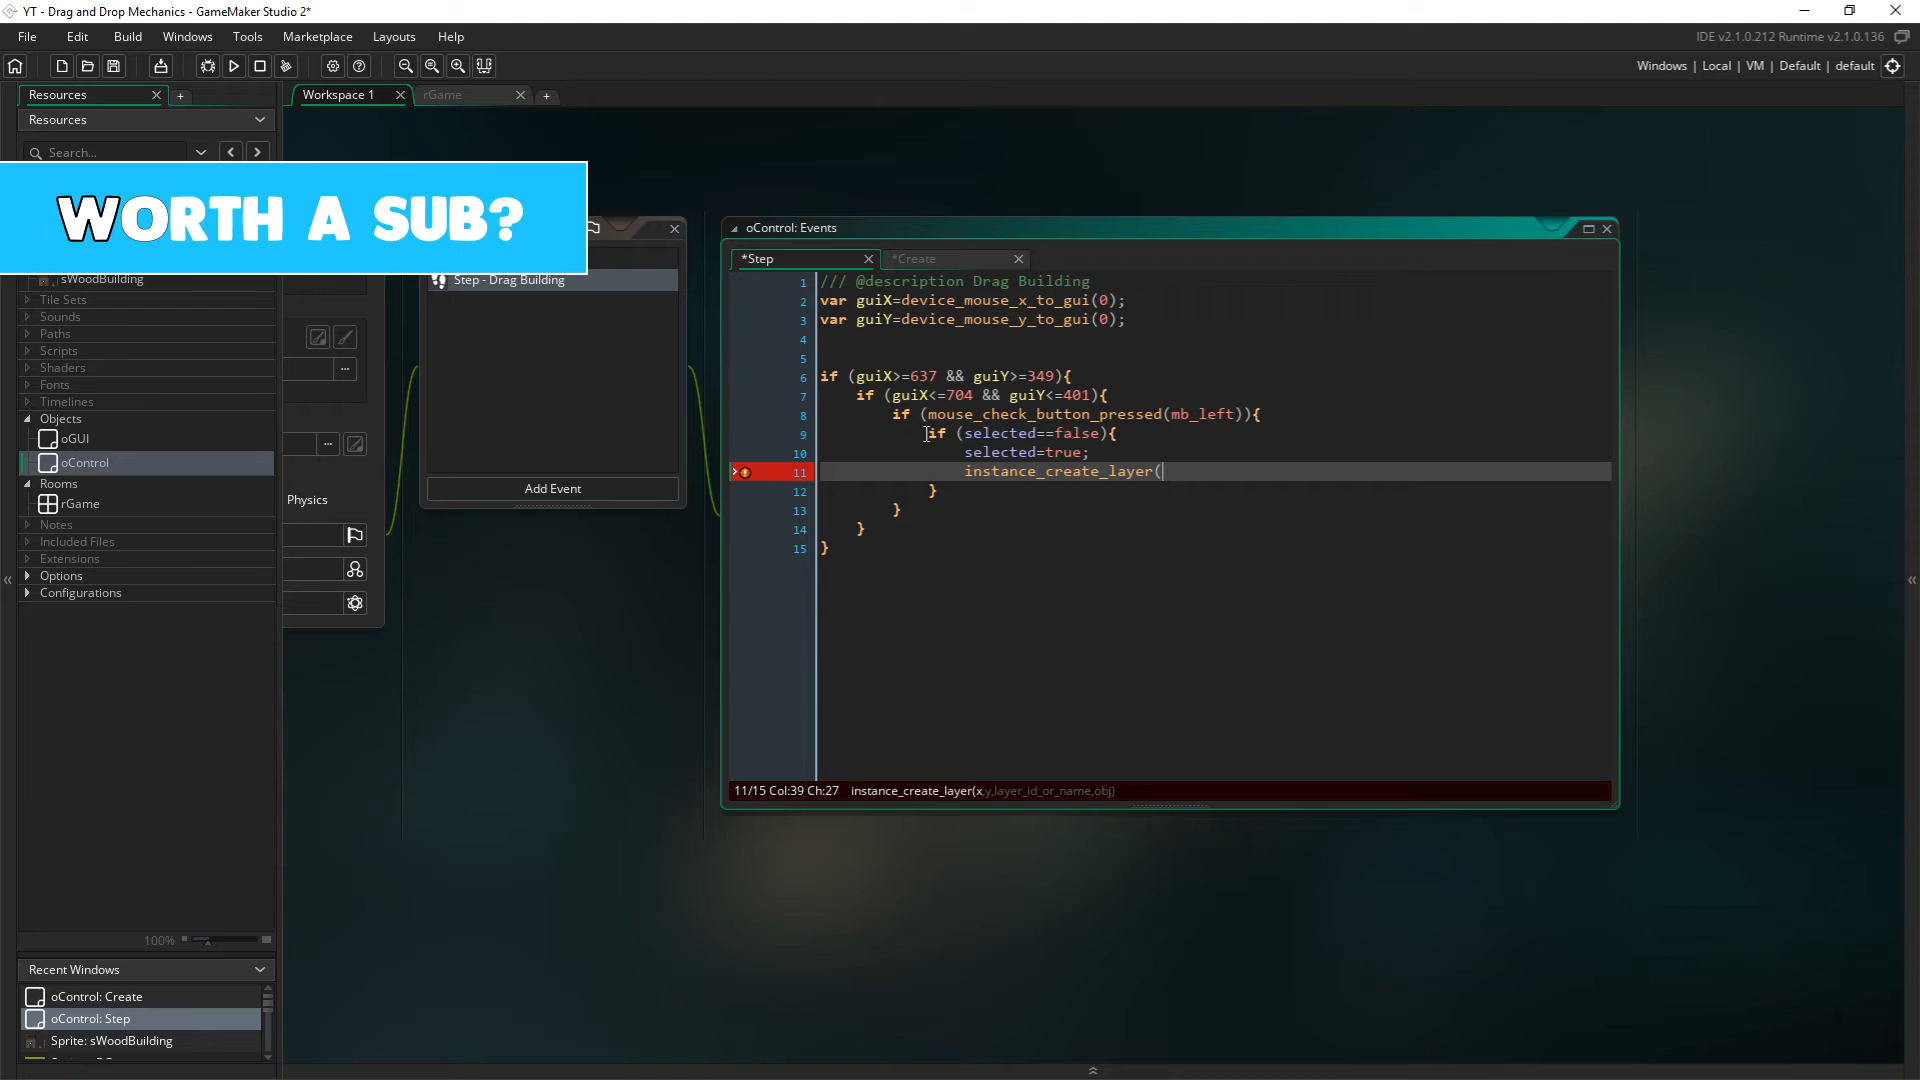 YT - Drag and Drop Mechanics - GameMaker Studio 2*
File Edit Build Windows Tools Marketplace Layouts Help
IDE v2.1.0.212 Runtime v2.1.0.136
Windows | Local | VM | Default | default
Resources
Workspace 1
rGame
Resources
Search...
WORTH A SUB?
sWoodBuilding
Tile Sets
Sounds
Paths
Scripts
Shaders
Fonts
Timelines
Objects
oGUI
oControl
Rooms
rGame
Notes
Included Files
Extensions
Options
Configurations
100%
Recent Windows
oControl: Create
oControl: Step
Sprite: sWoodBuilding
Physics
Step - Drag Building
Add Event
oControl: Events
*Step
*Create
1 /// @description Drag Building
2 var guiX=device_mouse_x_to_gui(0);
3 var guiY=device_mouse_y_to_gui(0);
4
5
6 if (guiX>=637 && guiY>=349){
7 if (guiX<=704 && guiY<=401){
8 if (mouse_check_button_pressed(mb_left)){
9 if (selected==false){
10 selected=true;
11 instance_create_layer(
12 }
13 }
14 }
15 }
11/15 Col:39 Ch:27 instance_create_layer(x,y,layer_id_or_name,obj)